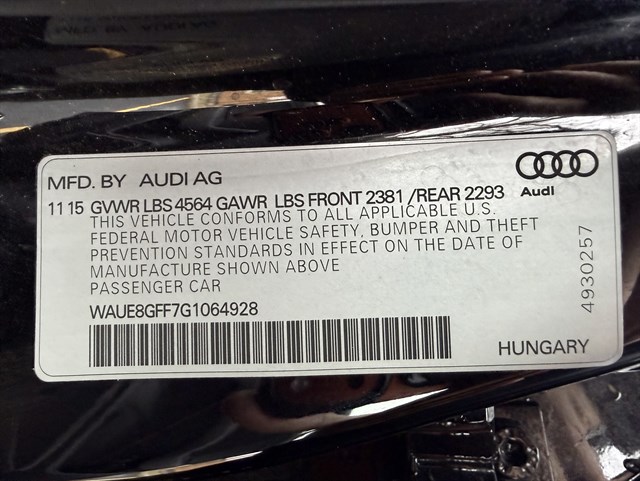 MFD. BY AUDI AG
11 15 GVWR LBS 4564 GAWR LBS FRONT 2381 /REAR 2293
Audi
THIS VEHICLE CONFORMS TO ALL APPLICABLE U.S.
FEDERAL MOTOR VEHICLE SAFETY, BUMPER AND THEFT
PREVENTION STANDARDS IN EFFECT ON THE DATE OF
MANUFACTURE SHOWN ABOVE
PASSENGER CAR
WAUE8GFF7G1064928
4930257
HUNGARY